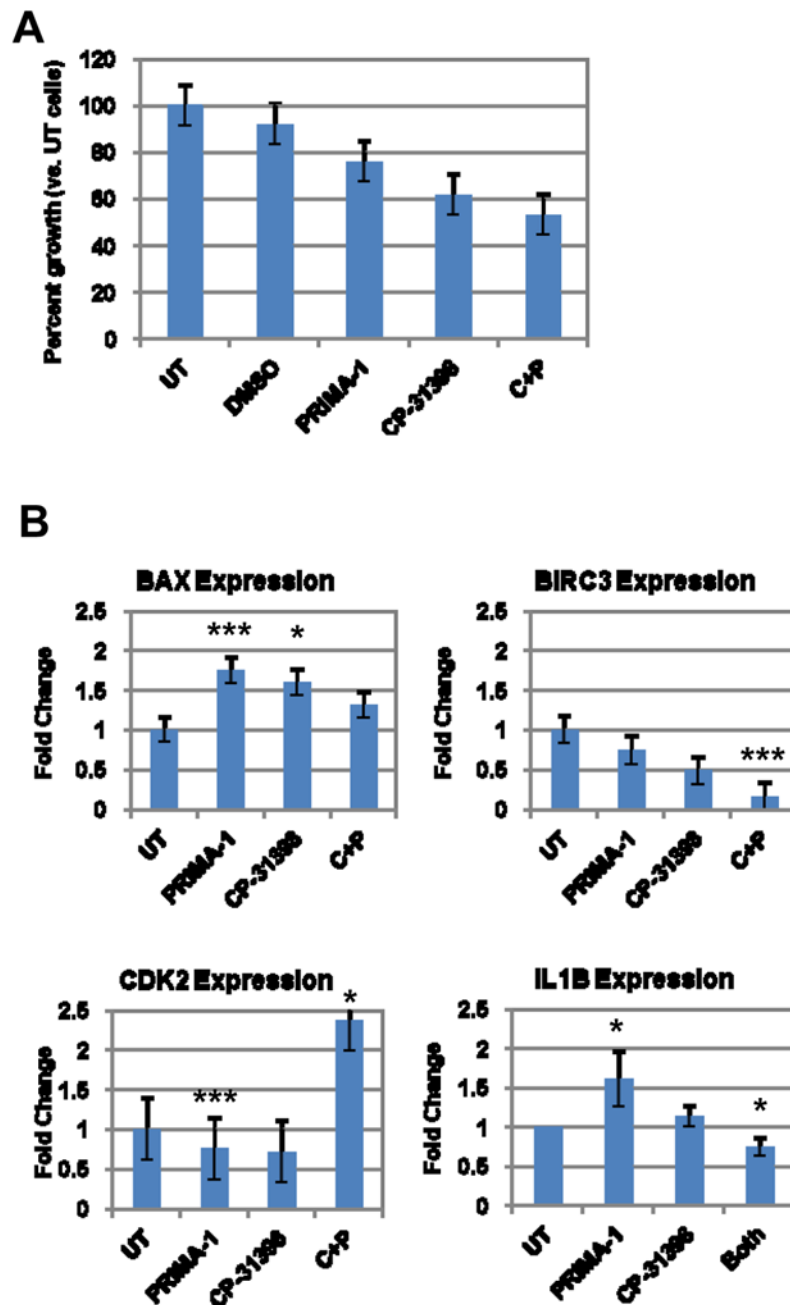 A
Percent growth (vs. UT cells)
120
100
80
60
40
20
0
UT
DMSO
PRIMA-1
CP-31398
C+P
B
BAX Expression
Fold Change
2.5
2
1.5
1
0.5
0
***
*
UT
PRIMA-1
CP-31398
C+P
BIRC3 Expression
Fold Change
2.5
2
1.5
1
0.5
0
***
UT
PRIMA-1
CP-31398
C+P
CDK2 Expression
Fold Change
2.5
2
1.5
1
0.5
0
***
*
UT
PRIMA-1
CP-31398
C+P
IL1B Expression
Fold Change
2.5
2
1.5
1
0.5
0
*
*
UT
PRIMA-1
CP-31398
Both